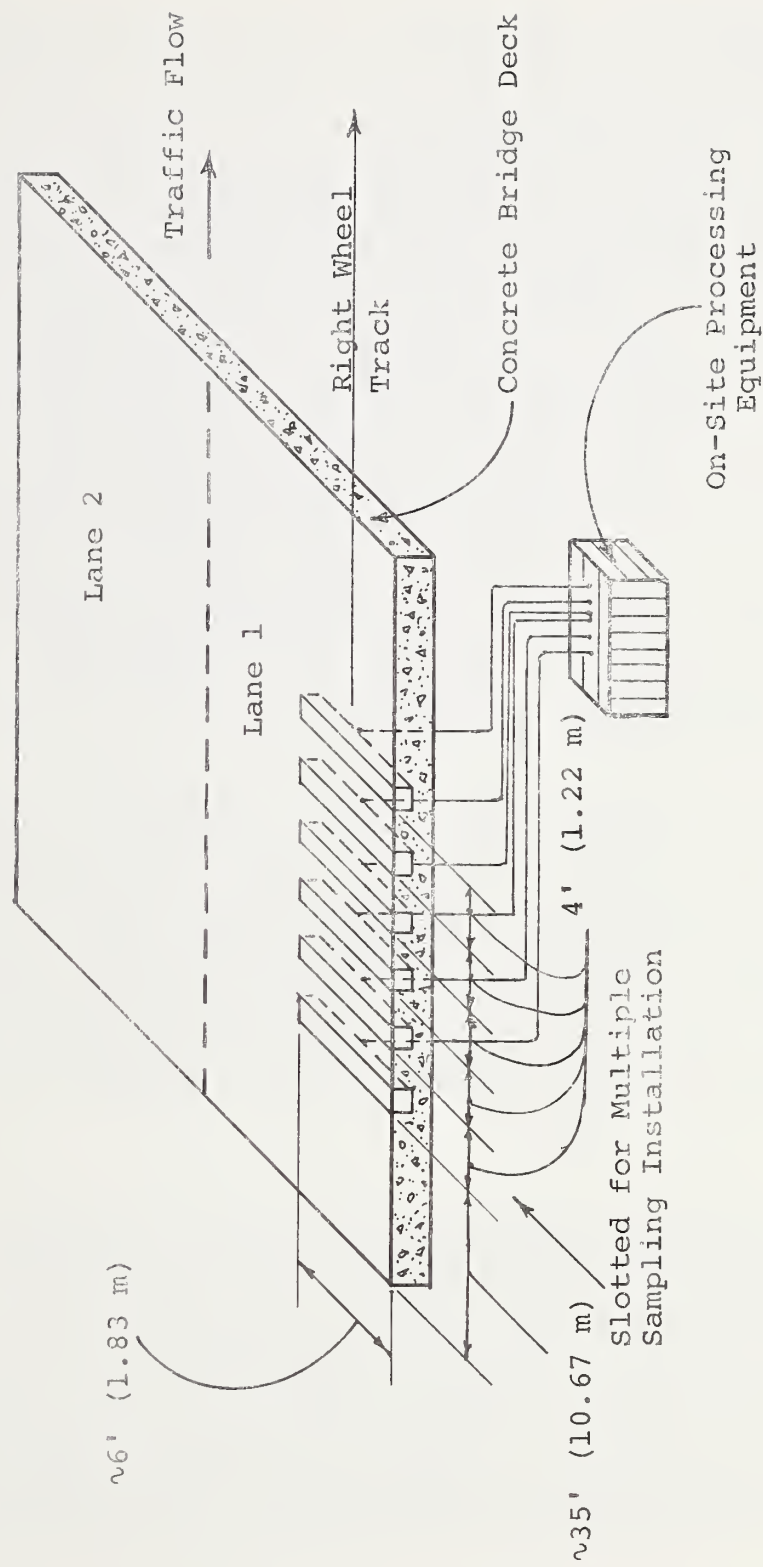 Lane 2
Lane 1
Traffic Flow
Right Wheel
Track
Concrete Bridge Deck
On-Site Processing
Equipment
~6' (1.83 m)
~35' (10.67 m)
4' (1.22 m)
Slotted for Multiple
Sampling Installation